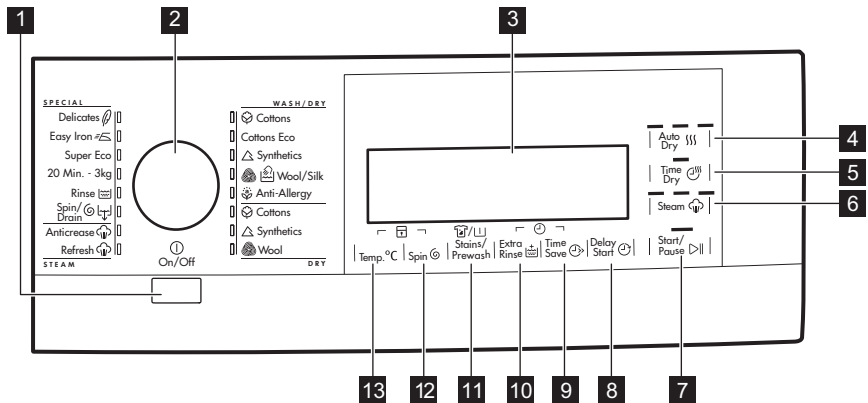 1
2
3
SPECIAL
Delicates
Easy Iron
Super Eco
20 Min. - 3kg
Rinse
Spin/
Drain
Anticrease
Refresh
STEAM
On/Off
WASH/DRY
Cottons
Cottons Eco
Synthetics
Wool/Silk
Anti-Allergy
Cottons
Synthetics
Wool
DRY
Auto
Dry
4
Time
Dry
5
Steam
6
Temp.°C
Spin
Stains/
Prewash
Extra
Rinse
Time
Save
Delay
Start
Start/
Pause
13
12
11
10
9
8
7